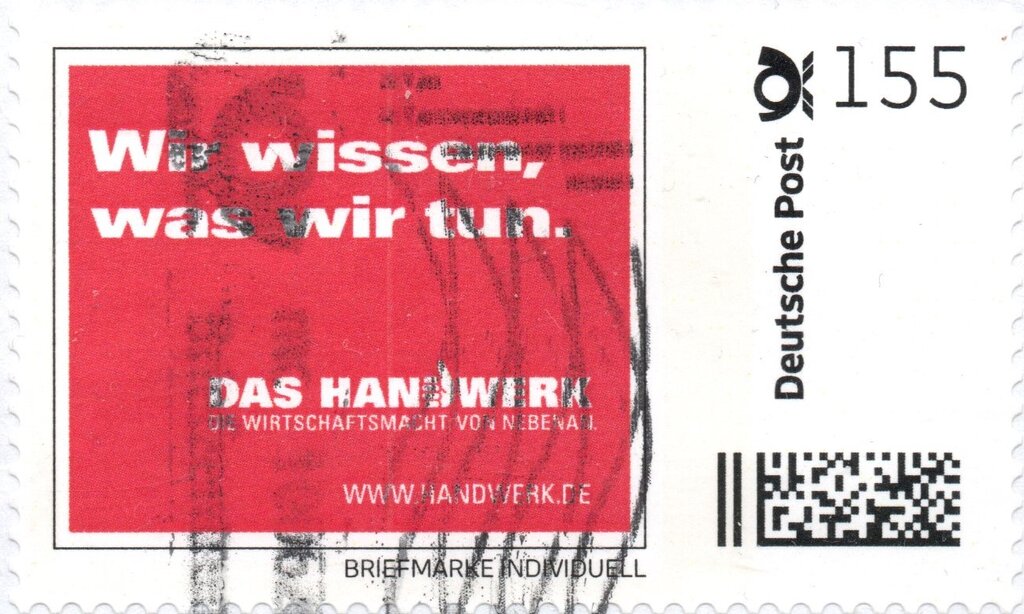 Wir wissen,
was wir tun.
DAS HANDWERK
DIE WIRTSCHAFTSMACHT VON NEBENAN.
WWW.HANDWERK.DE
BRIEFMARKE INDIVIDUELL
155
Deutsche Post